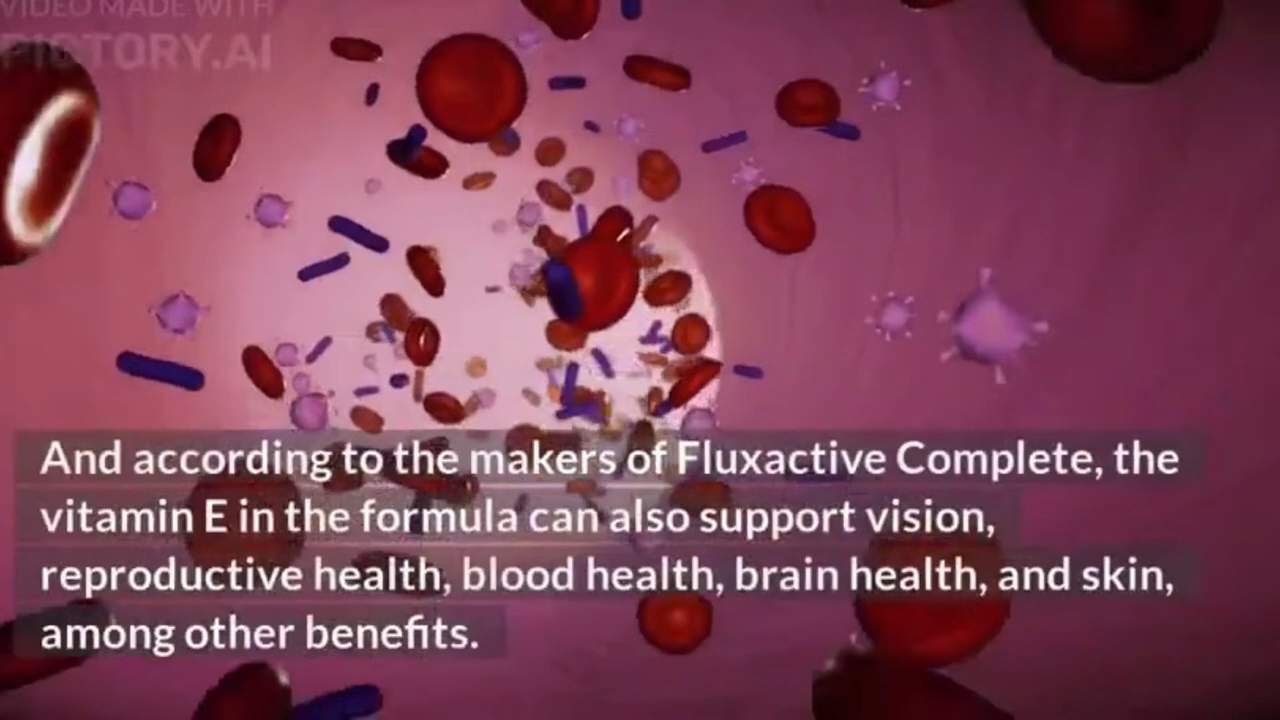 VIDEO MADE WITH
PICTORY.AI
And according to the makers of Fluxactive Complete, the
vitamin E in the formula can also support vision,
reproductive health, blood health, brain health, and skin,
among other benefits.